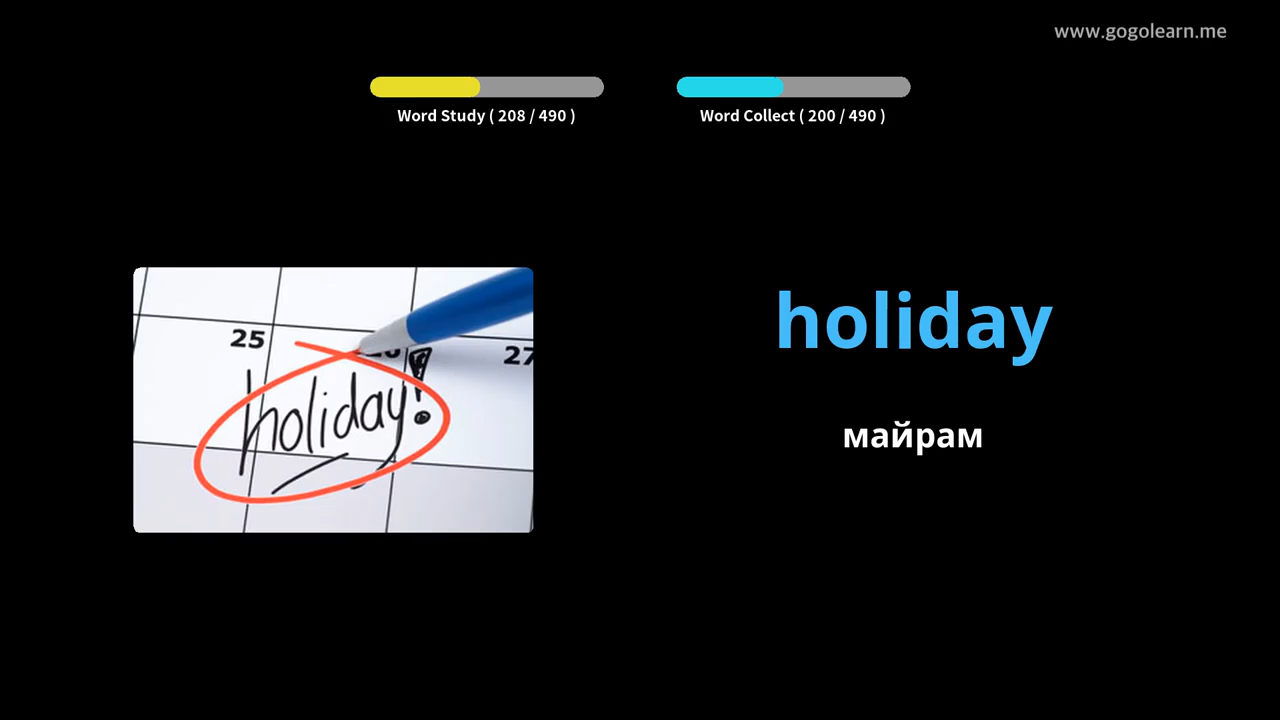 www.gogolearn.me
Word Study ( 208 / 490 )
Word Collect ( 200 / 490 )
25
27
holiday!
holiday
майрам